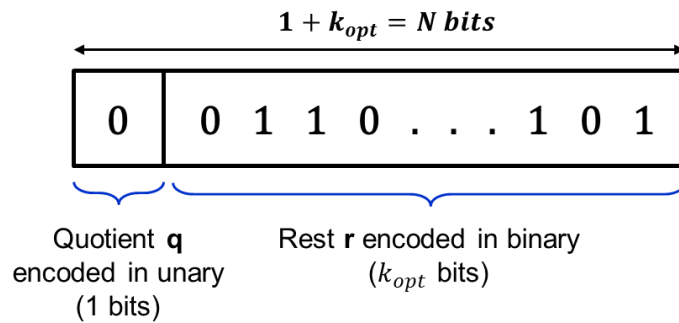 1 + k_opt = N bits
0 0 1 1 0 . . . 1 0 1
Quotient q
encoded in unary
(1 bits)
Rest r encoded in binary
(k_opt bits)